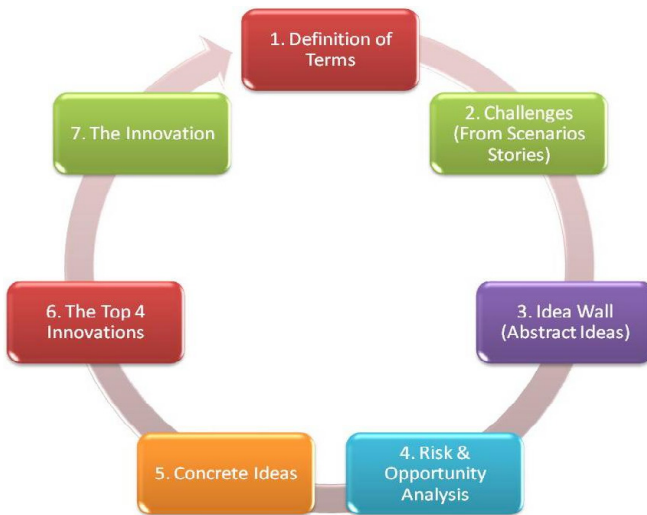 1. Definition of
Terms
2. Challenges
(From Scenarios
Stories)
3. Idea Wall
(Abstract Ideas)
4. Risk &
Opportunity
Analysis
5. Concrete Ideas
6. The Top 4
Innovations
7. The Innovation